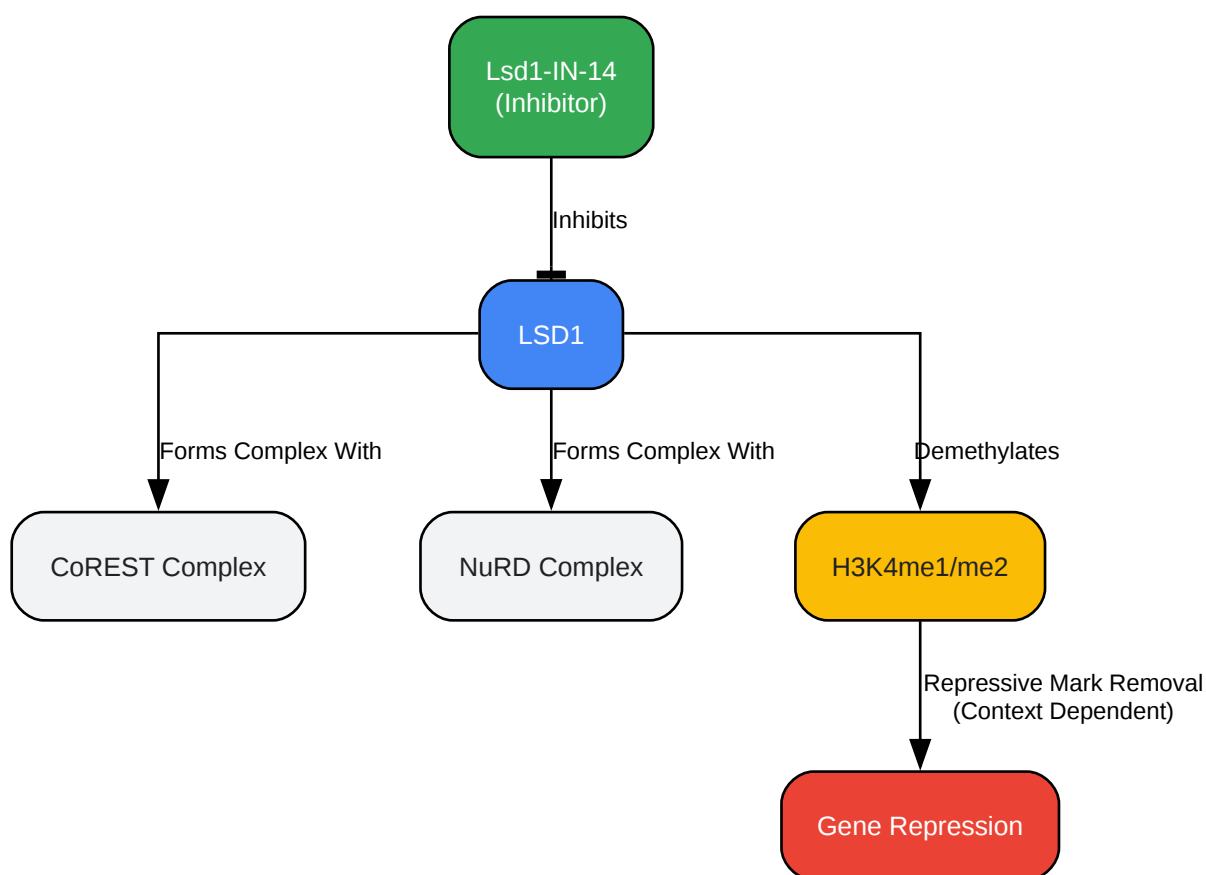 Lsd1-IN-14
(Inhibitor)
Inhibits
LSD1
Forms Complex With
Forms Complex With
Demethylates
CoREST Complex
NuRD Complex
H3K4me1/me2
Repressive Mark Removal
(Context Dependent)
Gene Repression